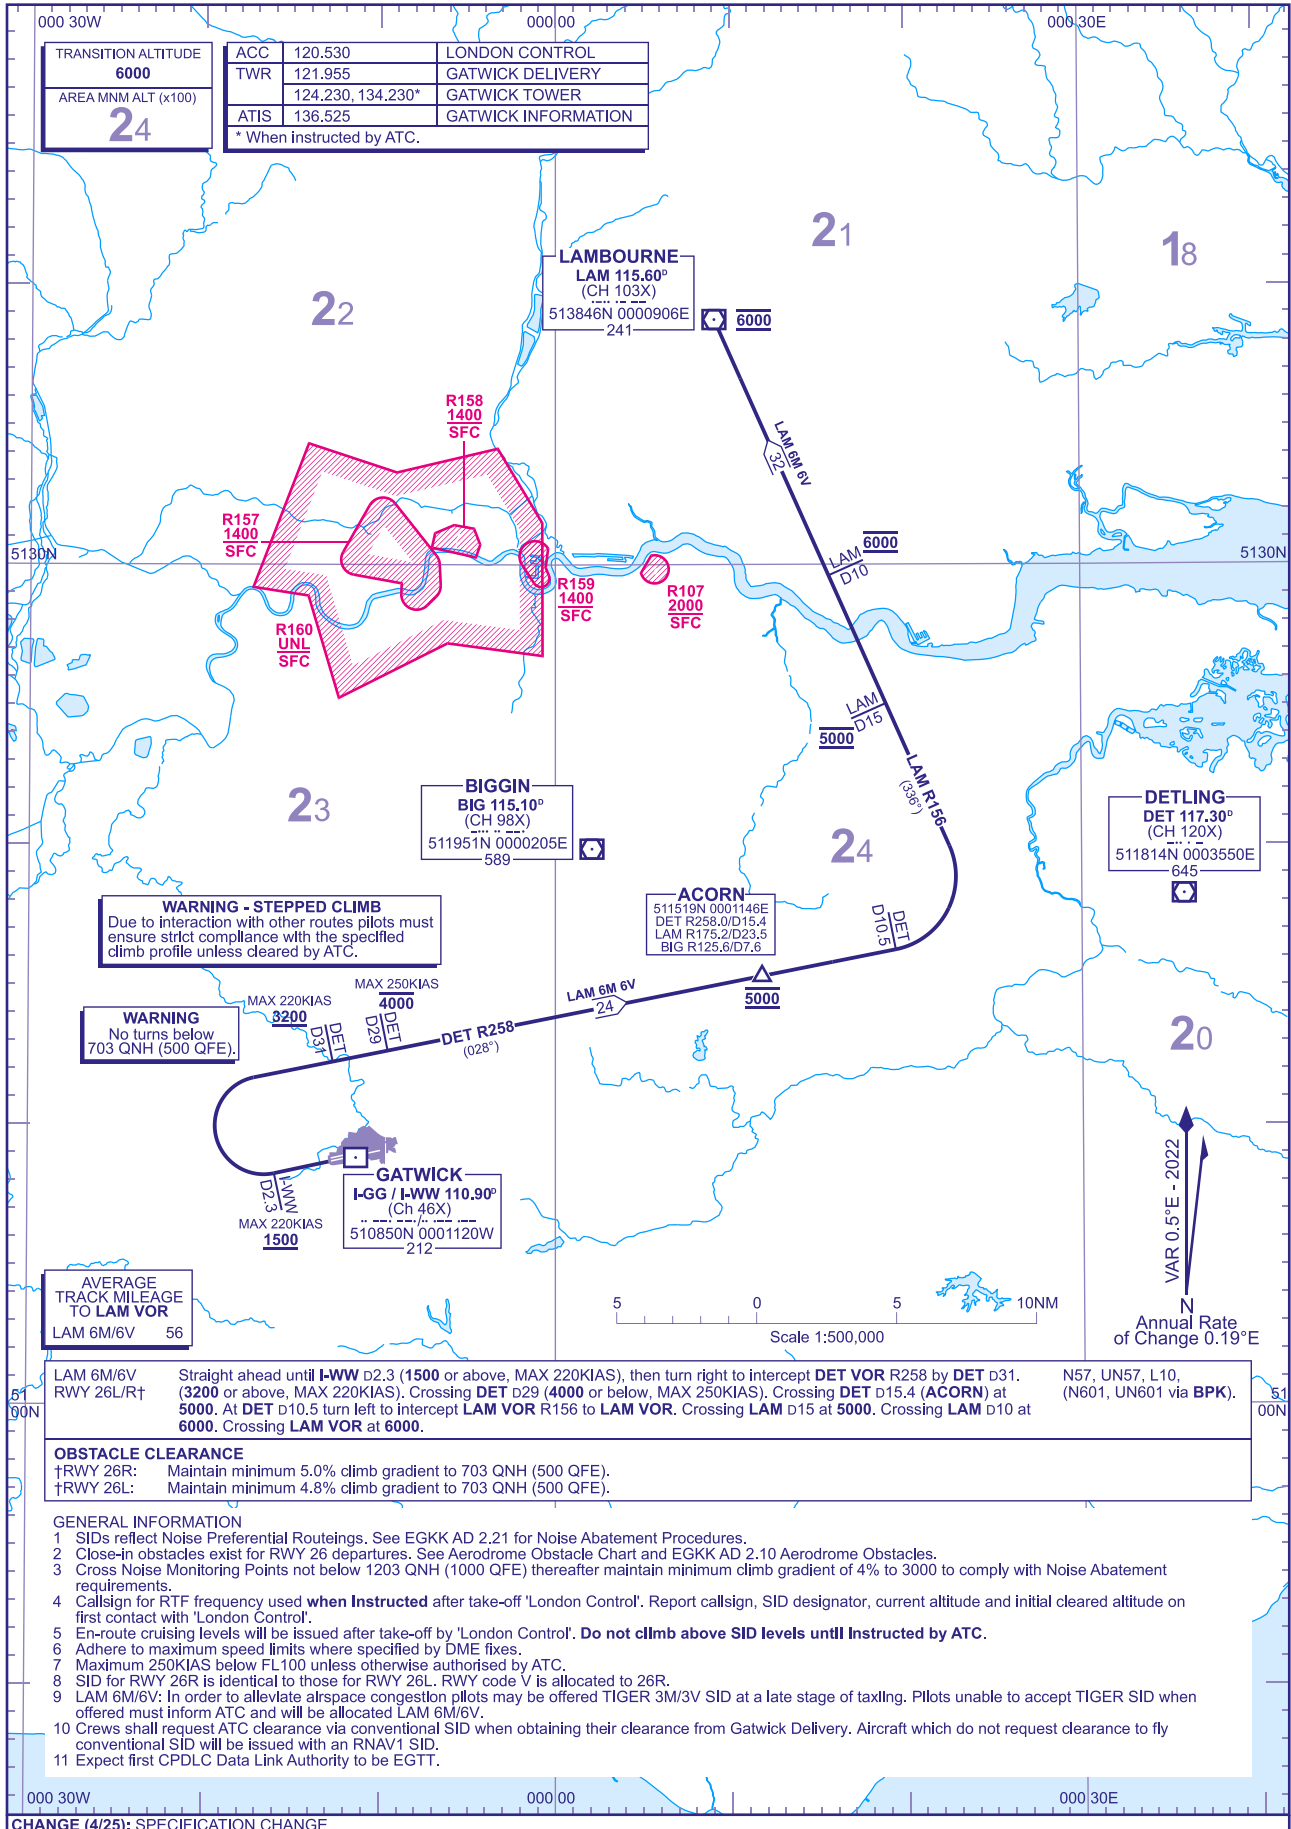 000 30W
000 00
000 30E
TRANSITION ALTITUDE
6000
AREA MNM ALT (x100)
24
ACC 120.530 LONDON CONTROL
TWR 121.955 GATWICK DELIVERY
124.230, 134.230* GATWICK TOWER
ATIS 136.525 GATWICK INFORMATION
* When instructed by ATC.
21
18
22
LAMBOURNE
LAM 115.60D
(CH 103X)
513846N 0000906E
241
6000
R158
1400
SFC
LAM 6M 6V
32
R157
1400
SFC
5130N
6000
LAM
D10
5130N
R159
1400
SFC
R107
2000
SFC
R160
UNL
SFC
LAM
D15
5000
LAM R156
(336°)
BIGGIN
BIG 115.10D
(CH 98X)
511951N 0000205E
589
23
24
DETLING
DET 117.30D
(CH 120X)
511814N 0003550E
645
WARNING - STEPPED CLIMB
Due to interaction with other routes pilots must
ensure strict compliance with the specified
climb profile unless cleared by ATC.
ACORN
511519N 0001146E
DET R258.0/D15.4
LAM R175.2/D23.5
BIG R125.6/D7.6
DET
D10.5
MAX 250KIAS
4000
MAX 220KIAS
3200
DET
D31
DET
D29
LAM 6M 6V
24
5000
WARNING
No turns below
703 QNH (500 QFE).
DET R258
(028°)
20
I-WW
D2.3
MAX 220KIAS
1500
GATWICK
I-GG / I-WW 110.90D
(Ch 46X)
510850N 0001120W
212
VAR 0.5°E - 2022
N
Annual Rate
of Change 0.19°E
AVERAGE
TRACK MILEAGE
TO LAM VOR
LAM 6M/6V 56
5 0 5 10NM
Scale 1:500,000
LAM 6M/6V Straight ahead until I-WW D2.3 (1500 or above, MAX 220KIAS), then turn right to intercept DET VOR R258 by DET D31. N57, UN57, L10,
RWY 26L/R† (3200 or above, MAX 220KIAS). Crossing DET D29 (4000 or below, MAX 250KIAS). Crossing DET D15.4 (ACORN) at (N601, UN601 via BPK).
5000. At DET D10.5 turn left to intercept LAM VOR R156 to LAM VOR. Crossing LAM D15 at 5000. Crossing LAM D10 at
6000. Crossing LAM VOR at 6000.
51
00N
51
00N
OBSTACLE CLEARANCE
†RWY 26R: Maintain minimum 5.0% climb gradient to 703 QNH (500 QFE).
†RWY 26L: Maintain minimum 4.8% climb gradient to 703 QNH (500 QFE).
GENERAL INFORMATION
1 SIDs reflect Noise Preferential Routeings. See EGKK AD 2.21 for Noise Abatement Procedures.
2 Close-in obstacles exist for RWY 26 departures. See Aerodrome Obstacle Chart and EGKK AD 2.10 Aerodrome Obstacles.
3 Cross Noise Monitoring Points not below 1203 QNH (1000 QFE) thereafter maintain minimum climb gradient of 4% to 3000 to comply with Noise Abatement
requirements.
4 Callsign for RTF frequency used when Instructed after take-off 'London Control'. Report callsign, SID designator, current altitude and initial cleared altitude on
first contact with 'London Control'.
5 En-route cruising levels will be issued after take-off by 'London Control'. Do not climb above SID levels until Instructed by ATC.
6 Adhere to maximum speed limits where specified by DME fixes.
7 Maximum 250KIAS below FL100 unless otherwise authorised by ATC.
8 SID for RWY 26R is identical to those for RWY 26L. RWY code V is allocated to 26R.
9 LAM 6M/6V: In order to alleviate airspace congestion pilots may be offered TIGER 3M/3V SID at a late stage of taxiing. Pilots unable to accept TIGER SID when
offered must inform ATC and will be allocated LAM 6M/6V.
10 Crews shall request ATC clearance via conventional SID when obtaining their clearance from Gatwick Delivery. Aircraft which do not request clearance to fly
conventional SID will be issued with an RNAV1 SID.
11 Expect first CPDLC Data Link Authority to be EGTT.
000 30W
000 00
000 30E
CHANGE (4/25): SPECIFICATION CHANGE